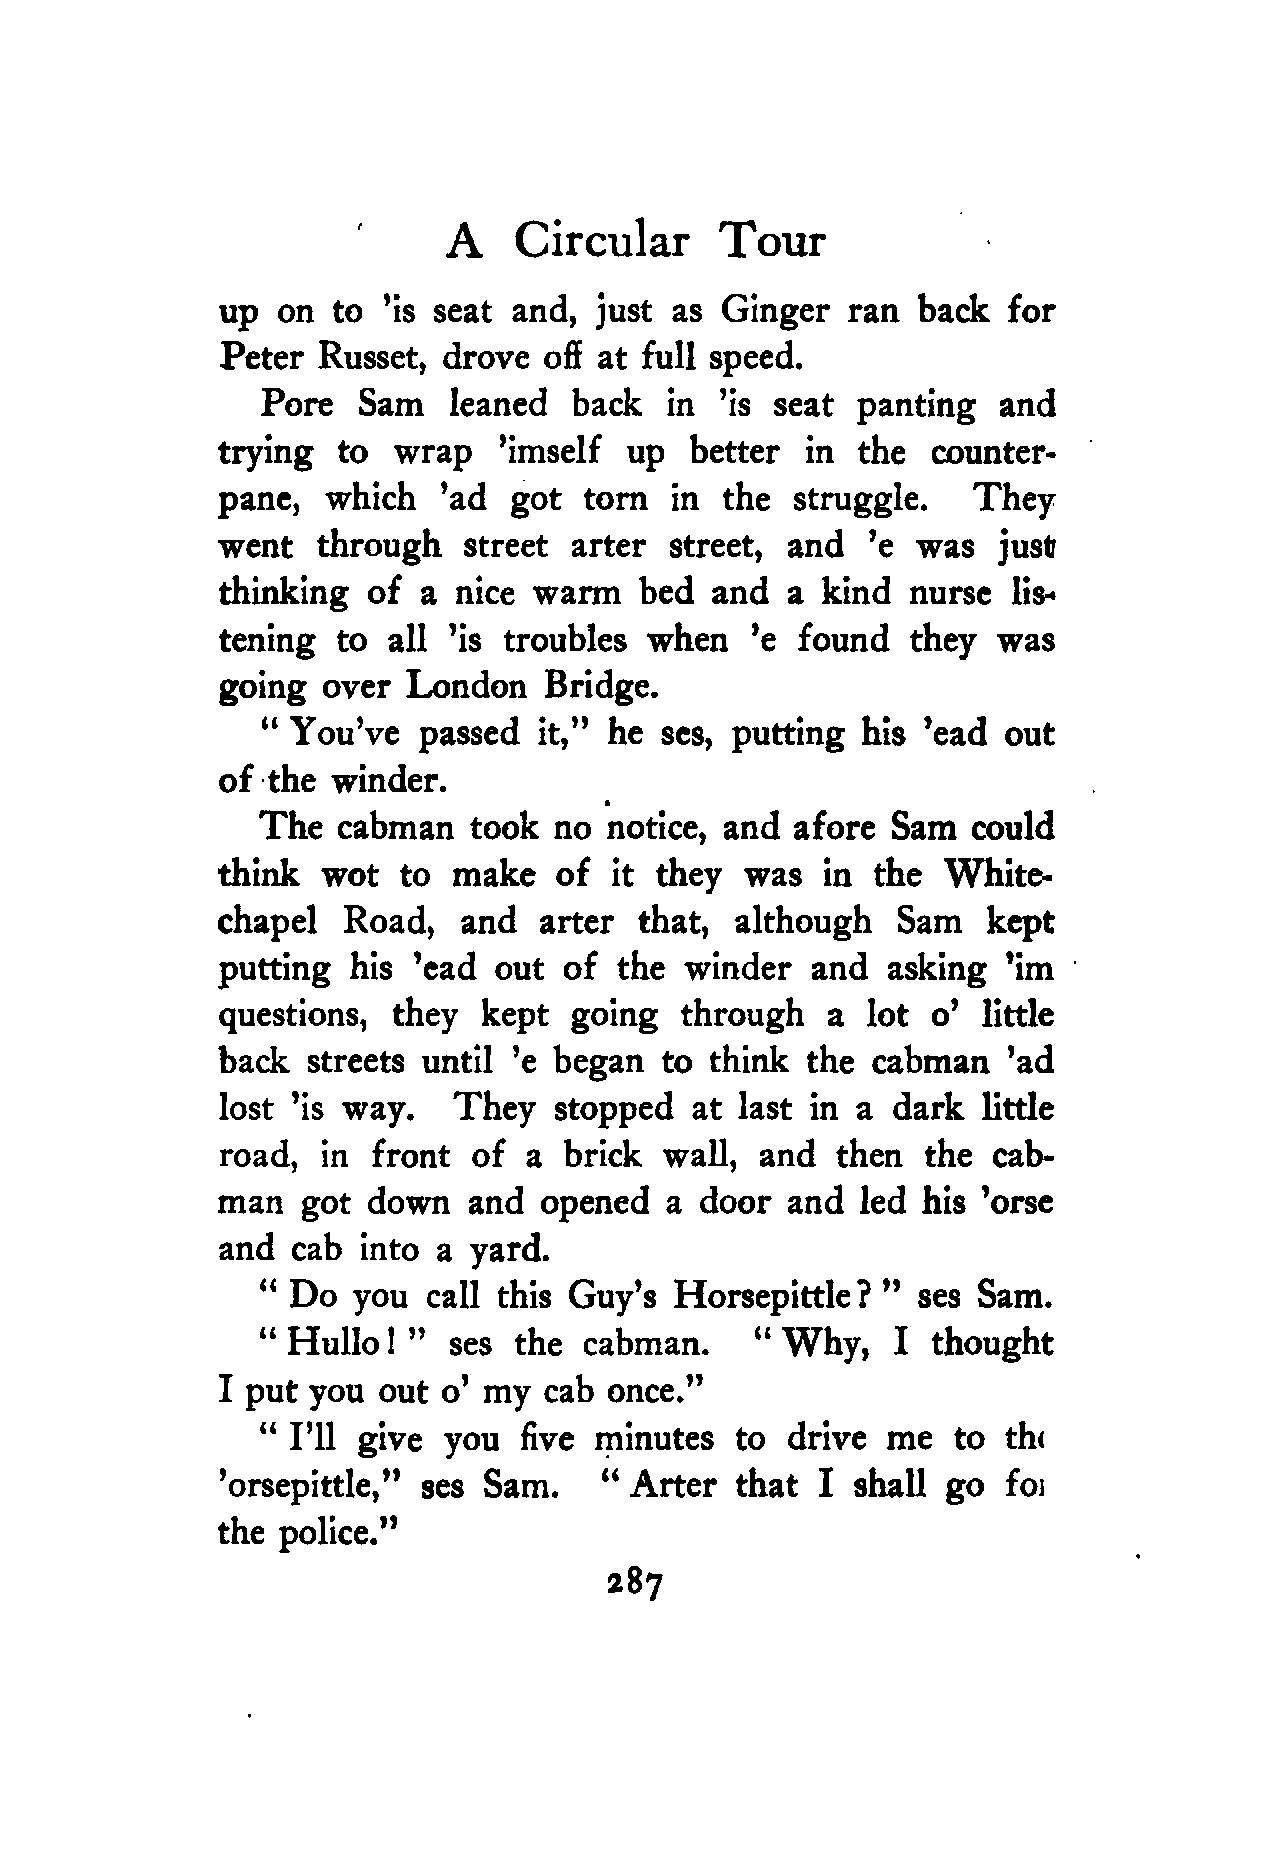 A Circular Tour
up on to 'is seat and, just as Ginger ran back for
Peter Russet, drove off at full speed.
Pore Sam leaned back in 'is seat panting and
trying to wrap 'imself up better in the counter-
pane, which 'ad got torn in the struggle. They
went through street arter street, and 'e was just
thinking of a nice warm bed and a kind nurse lis-
tening to all 'is troubles when 'e found they was
going over London Bridge.
"You've passed it," he ses, putting his 'ead out
of the winder.
The cabman took no notice, and afore Sam could
think wot to make of it they was in the White-
chapel Road, and arter that, although Sam kept
putting his 'ead out of the winder and asking 'im
questions, they kept going through a lot o' little
back streets until 'e began to think the cabman 'ad
lost 'is way. They stopped at last in a dark little
road, in front of a brick wall, and then the cab-
man got down and opened a door and led his 'orse
and cab into a yard.
"Do you call this Guy's Horsepittle?" ses Sam.
"Hullo!" ses the cabman. "Why, I thought
I put you out o' my cab once."
"I'll give you five minutes to drive me to the
'orsepittle," ses Sam. "Arter that I shall go for
the police."
287